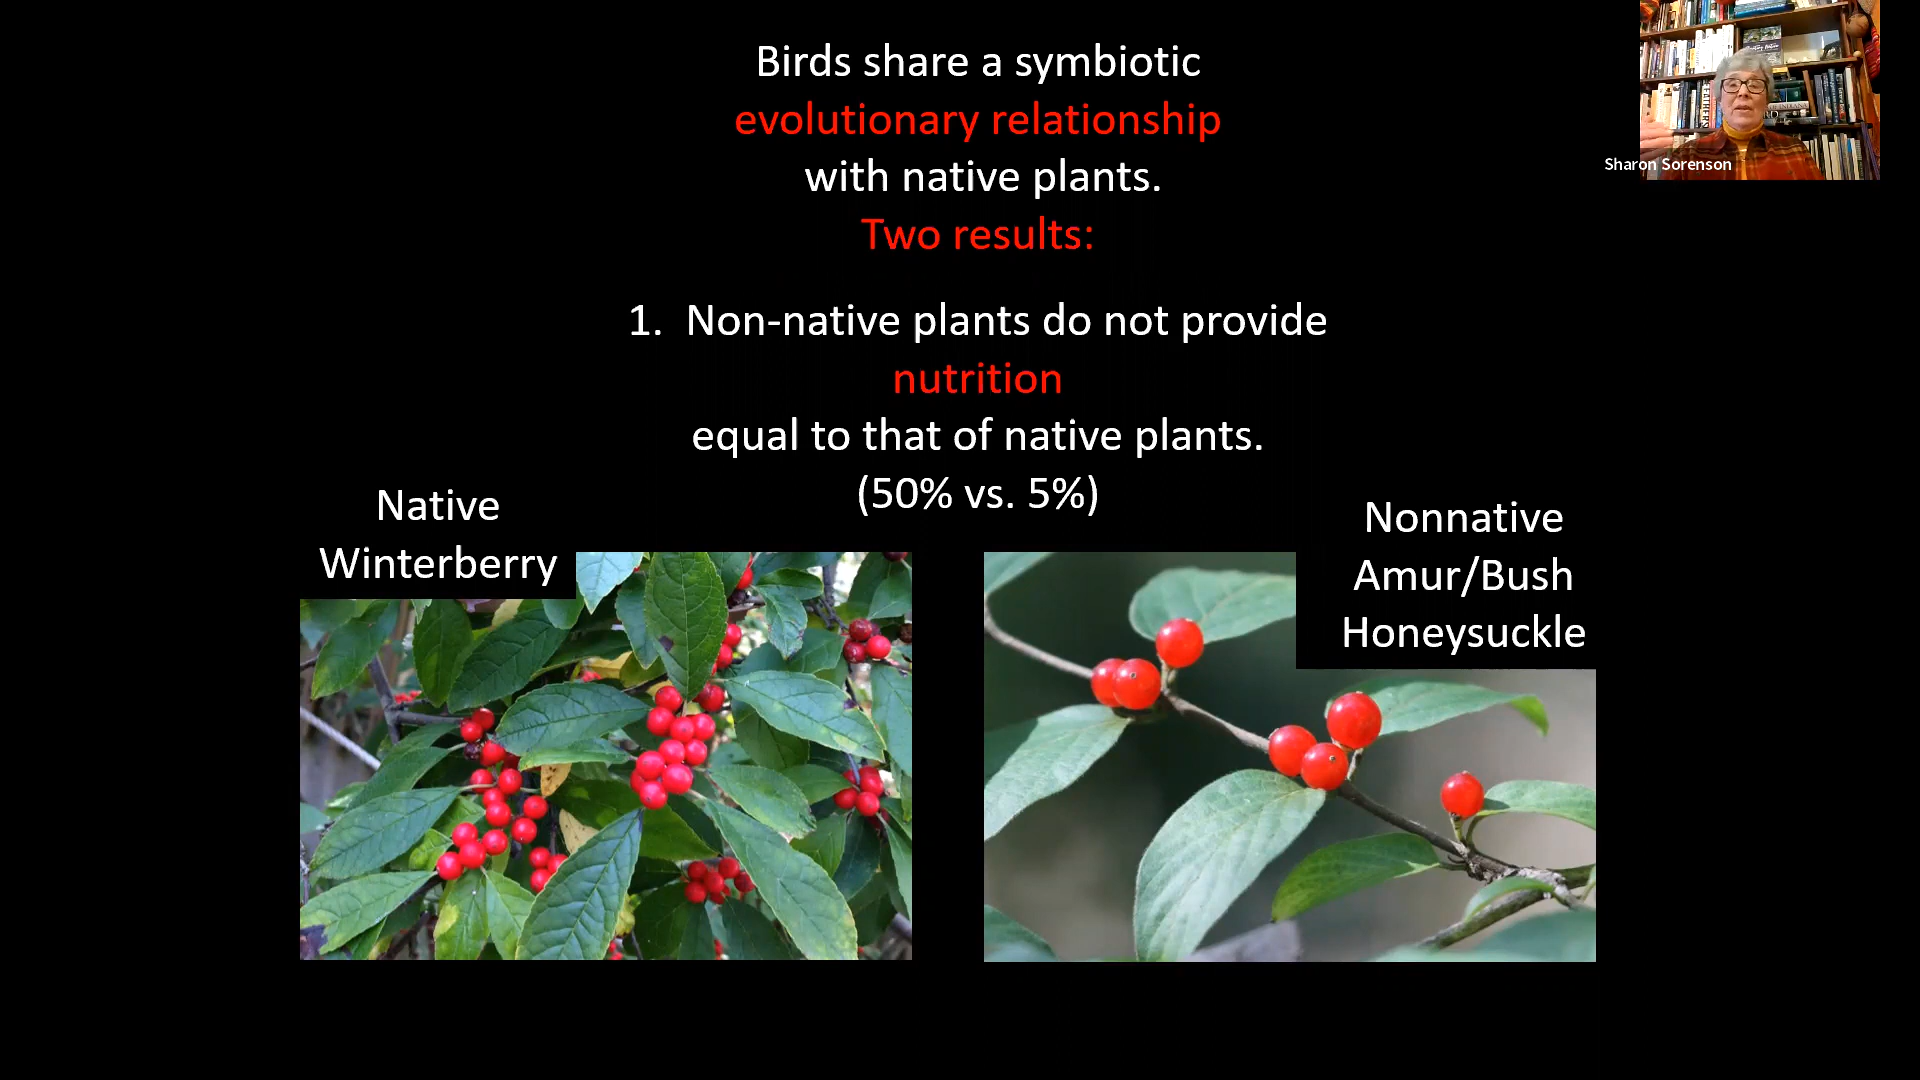 Birds share a symbiotic
evolutionary relationship
with native plants.
Two results:
1. Non-native plants do not provide
nutrition
equal to that of native plants.
(50% vs. 5%)
Native
Winterberry
Nonnative
Amur/Bush
Honeysuckle
Sharon Sorenson